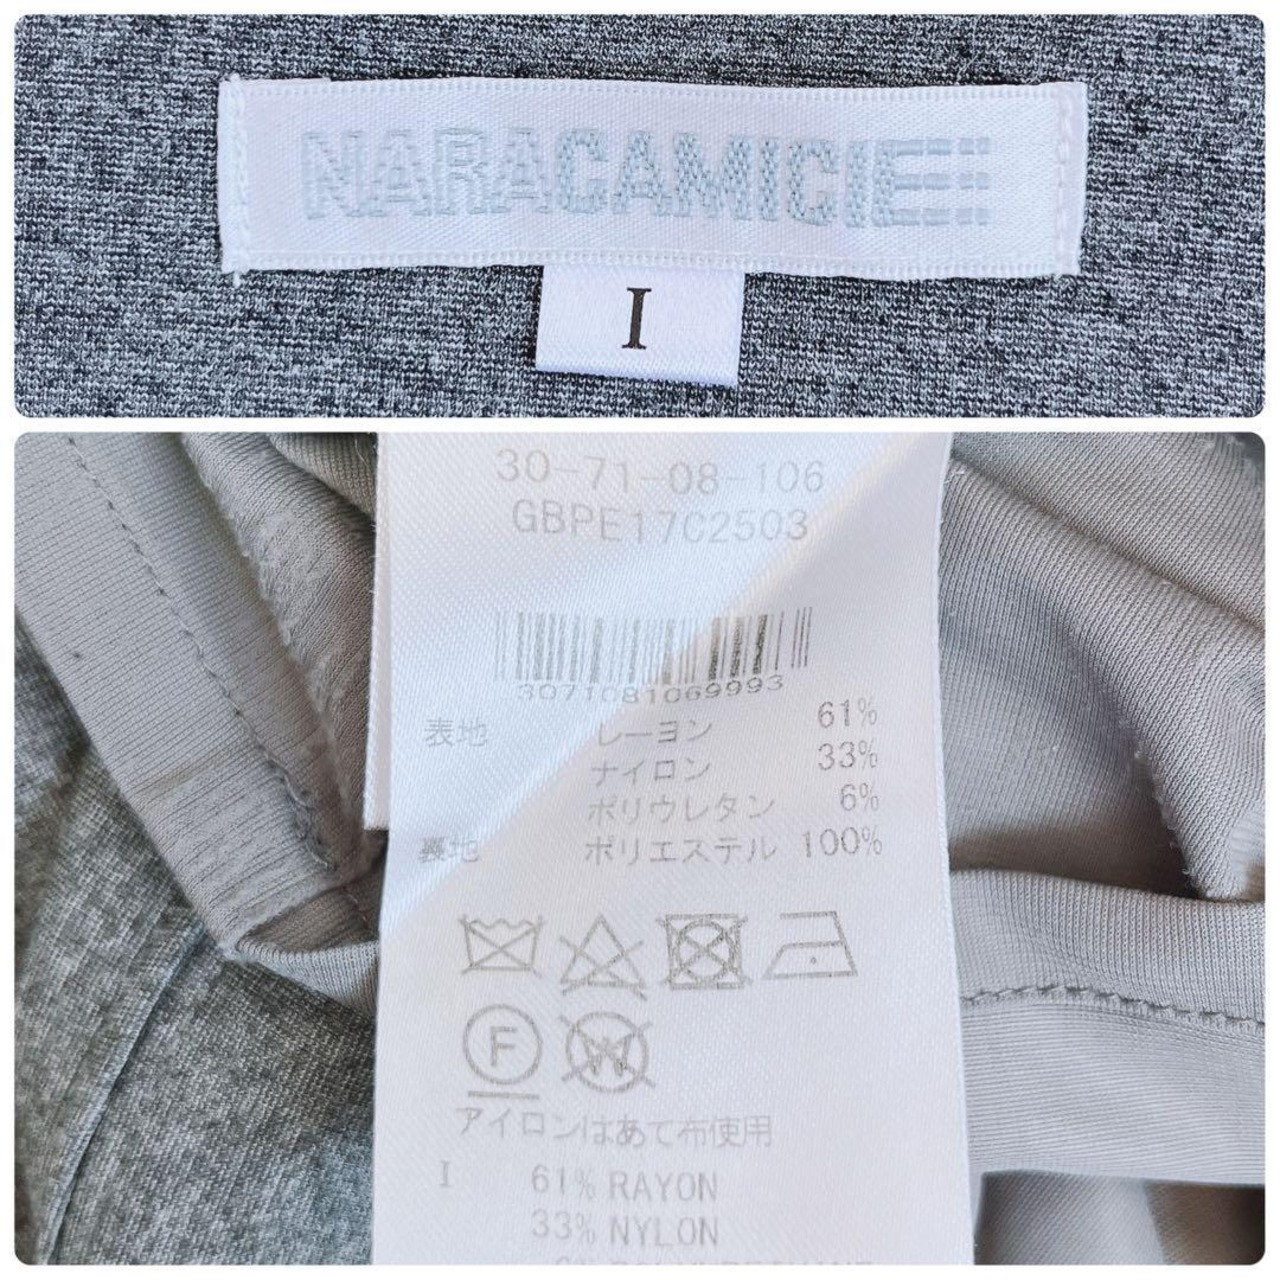 NARACAMICIE
I
30-71-08-106
GBPE17C2503
3071081069993
表地 レーヨン 61%
ナイロン 33%
ポリウレタン 6%
裏地 ポリエステル 100%
F
W
アイロンはあて布使用
I 61% RAYON
33% NYLON